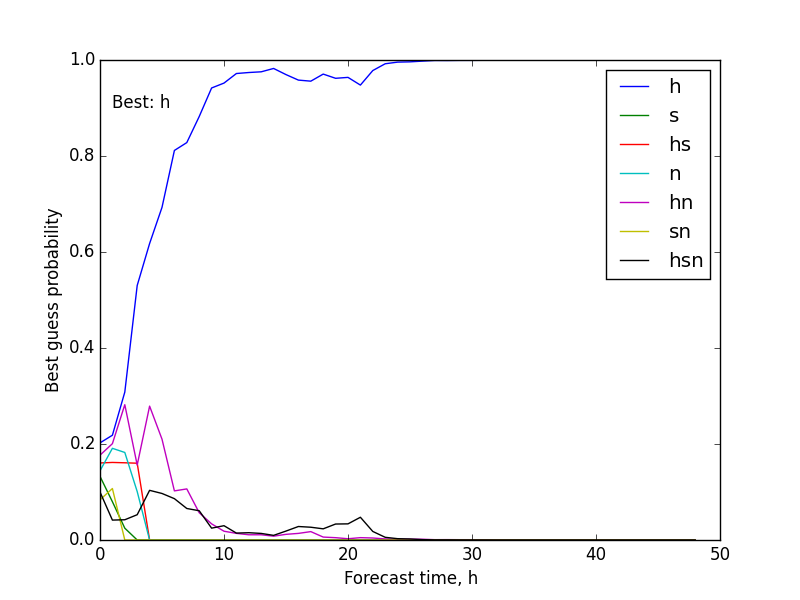 1.0
Best: h
h
s
hs
n
hn
sn
hsn
0.8
0.6
0.4
0.2
0.0
Best guess probability
0 10 20 30 40 50
Forecast time, h